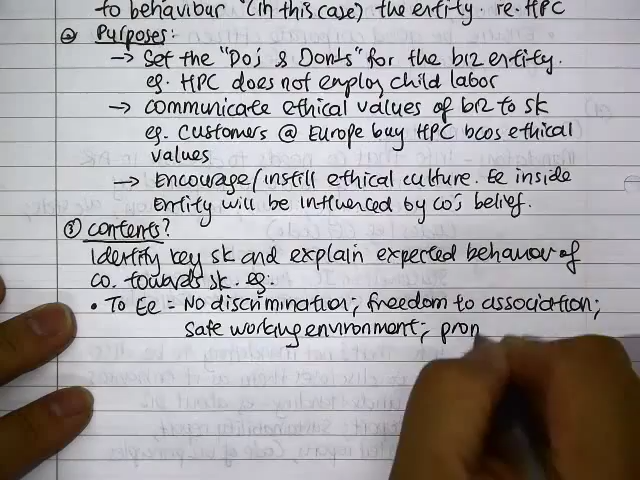 to behaviour (in this case) the entity. re. HPC
② Purposes:-
→ Set the "Do's & Dont's" for the biz entity.
eg. HPC does not employ child labor
→ communicate ethical values of biz to sk
eg. Customers @ Europe buy HPC bcos ethical
values
→ Encourage/instill ethical culture. Ee inside
Entity will be influenced by co's belief.
③ contents?
Identify key sk and explain expected behaviour of
co. towards sk. eg:
• To Ee = No discrimination; freedom to association;
safe working environment; prom